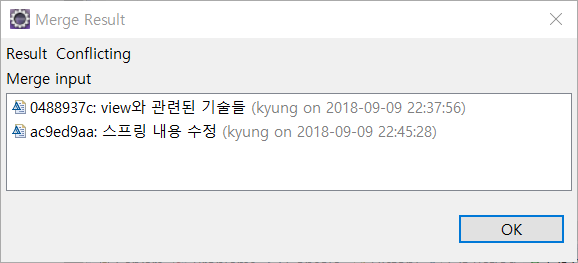 Merge Result
Result Conflicting
Merge input
0488937c: view와 관련된 기술들 (kyung on 2018-09-09 22:37:56)
ac9ed9aa: 스프링 내용 수정 (kyung on 2018-09-09 22:45:28)
OK